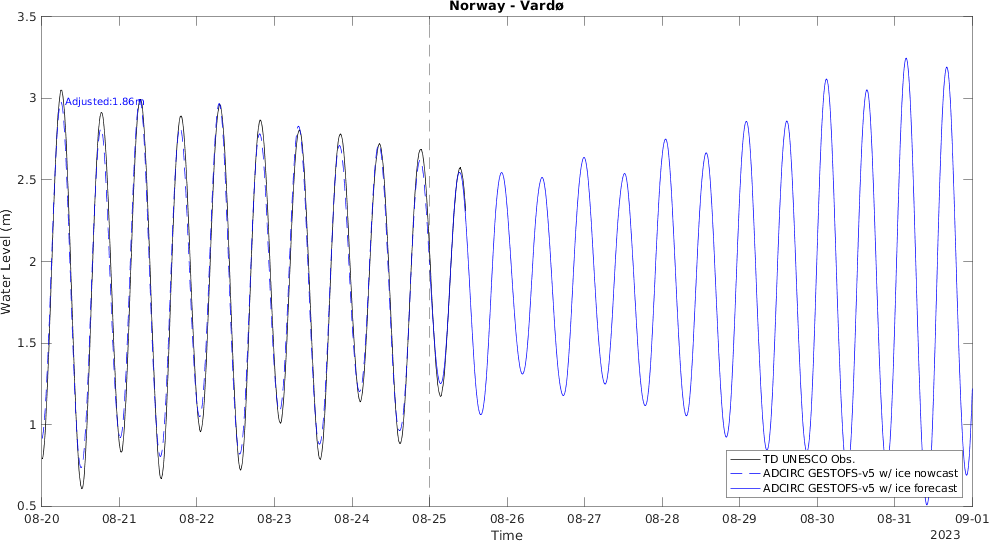 Norway - Vardø
Water Level (m)
3.5
3
2.5
2
1.5
1
0.5
Adjusted:1.86m
TD UNESCO Obs.
ADCIRC GESTOFS-v5 w/ ice nowcast
ADCIRC GESTOFS-v5 w/ ice forecast
08-20 08-21 08-22 08-23 08-24 08-25 08-26 08-27 08-28 08-29 08-30 08-31 09-01
Time
2023